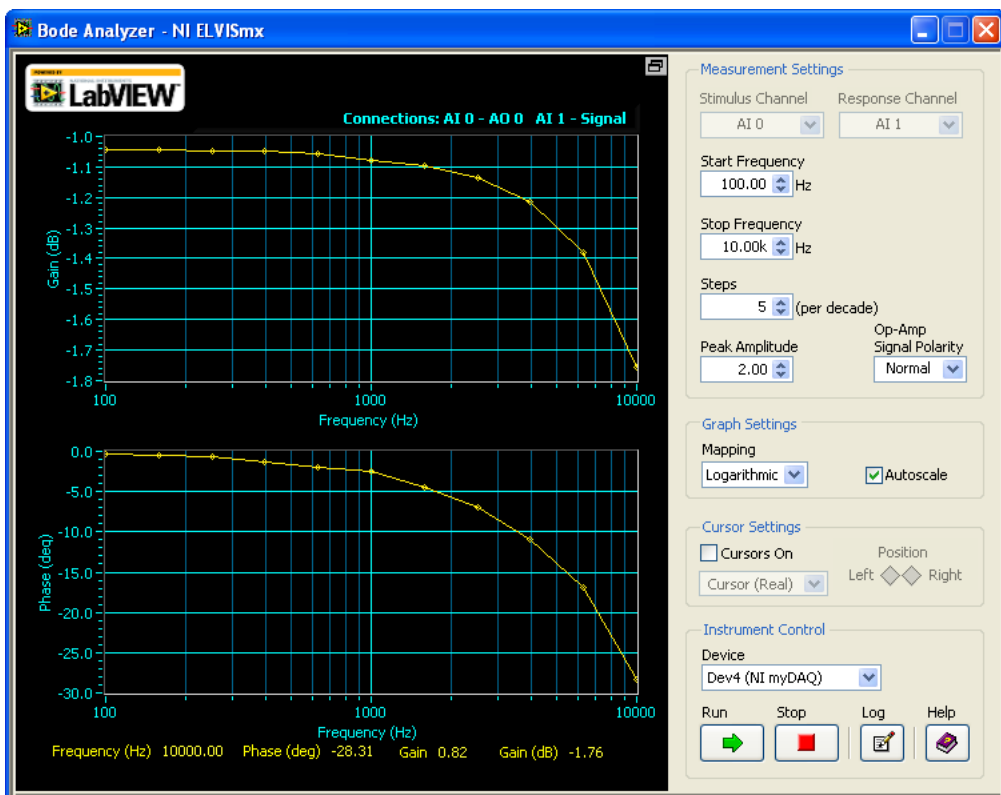 Bode Analyzer - NI ELVISmx
POWERED BY
NATIONAL INSTRUMENTS
LabVIEW
Connections: AI 0 - AO 0 AI 1 - Signal
Gain (dB)
-1.0
-1.1
-1.2
-1.3
-1.4
-1.5
-1.6
-1.7
-1.8
100 1000 10000
Frequency (Hz)
Phase (deg)
0.0
-5.0
-10.0
-15.0
-20.0
-25.0
-30.0
100 1000 10000
Frequency (Hz)
Frequency (Hz) 10000.00 Phase (deg) -28.31 Gain 0.82 Gain (dB) -1.76
Measurement Settings
Stimulus Channel Response Channel
AI 0 AI 1
Start Frequency
100.00 Hz
Stop Frequency
10.00k Hz
Steps
5 (per decade)
Peak Amplitude
2.00
Op-Amp
Signal Polarity
Normal
Graph Settings
Mapping
Logarithmic Autoscale
Cursor Settings
Cursors On Position
Cursor (Real) Left Right
Instrument Control
Device
Dev4 (NI myDAQ)
Run Stop Log Help